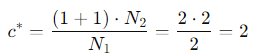 c* = (1 + 1) · N₂ / N₁ = 2 · 2 / 2 = 2